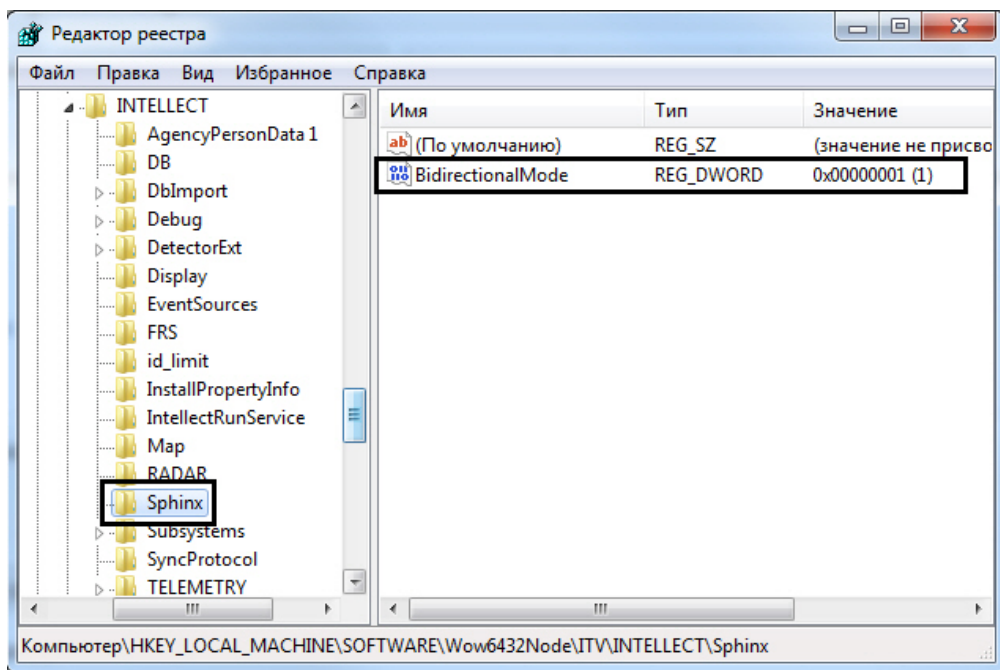 Редактор реестра
Файл Правка Вид Избранное Справка
INTELLECT
AgencyPersonData 1
DB
DbImport
Debug
DetectorExt
Display
EventSources
FRS
id_limit
InstallPropertyInfo
IntellectRunService
Map
RADAR
Sphinx
Subsystems
SyncProtocol
TELEMETRY
Имя Тип Значение
ab (По умолчанию) REG_SZ (значение не присво
BidirectionalMode REG_DWORD 0x00000001 (1)
Компьютер\HKEY_LOCAL_MACHINE\SOFTWARE\Wow6432Node\ITV\INTELLECT\Sphinx